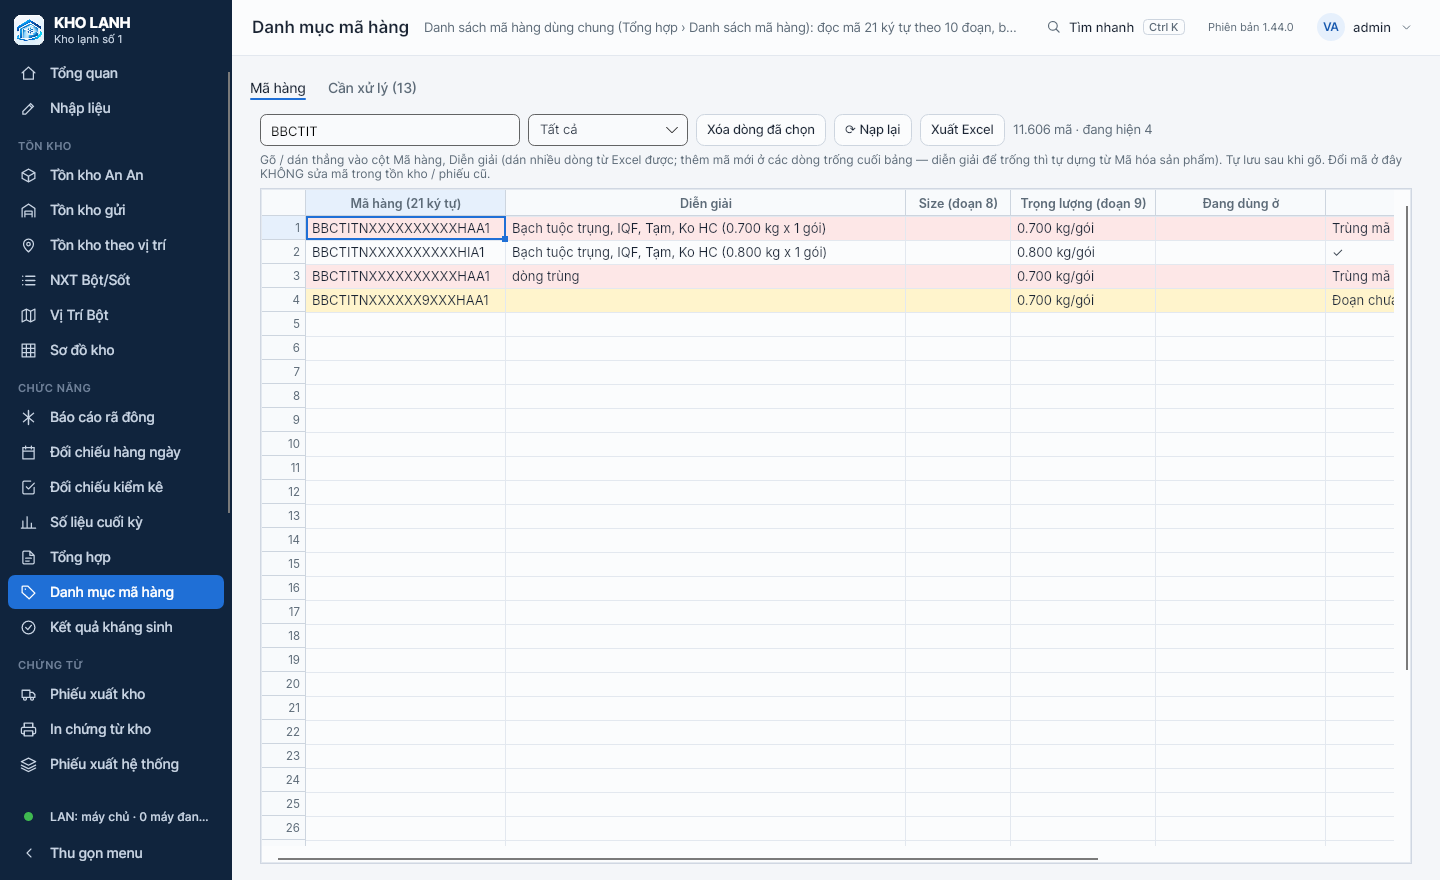 KHO LẠNH
Kho lạnh số 1
Tổng quan
Nhập liệu
TỒN KHO
Tồn kho An An
Tồn kho gửi
Tồn kho theo vị trí
NXT Bột/Sốt
Vị Trí Bột
Sơ đồ kho
CHỨC NĂNG
Báo cáo rã đông
Đối chiếu hàng ngày
Đối chiếu kiểm kê
Số liệu cuối kỳ
Tổng hợp
Danh mục mã hàng
Kết quả kháng sinh
CHỨNG TỪ
Phiếu xuất kho
In chứng từ kho
Phiếu xuất hệ thống
LAN: máy chủ · 0 máy đan...
Thu gọn menu
Danh mục mã hàng Danh sách mã hàng dùng chung (Tổng hợp › Danh sách mã hàng): đọc mã 21 ký tự theo 10 đoạn, b... Tìm nhanh Ctrl K Phiên bản 1.44.0 VA admin
Mã hàng Cần xử lý (13)
BBCTIT Tất cả Xóa dòng đã chọn ⟳ Nạp lại Xuất Excel 11.606 mã · đang hiện 4
Gõ / dán thẳng vào cột Mã hàng, Diễn giải (dán nhiều dòng từ Excel được; thêm mã mới ở các dòng trống cuối bảng — diễn giải để trống thì tự dựng từ Mã hóa sản phẩm). Tự lưu sau khi gõ. Đổi mã ở đây
KHÔNG sửa mã trong tồn kho / phiếu cũ.
Mã hàng (21 ký tự) Diễn giải Size (đoạn 8) Trọng lượng (đoạn 9) Đang dùng ở
1 BBCTITNXXXXXXXXXXHAA1 Bạch tuộc trụng, IQF, Tạm, Ko HC (0.700 kg x 1 gói) 0.700 kg/gói Trùng mã
2 BBCTITNXXXXXXXXXXHIA1 Bạch tuộc trụng, IQF, Tạm, Ko HC (0.800 kg x 1 gói) 0.800 kg/gói ✓
3 BBCTITNXXXXXXXXXXHAA1 dòng trùng 0.700 kg/gói Trùng mã
4 BBCTITNXXXXXX9XXXHAA1 0.700 kg/gói Đoạn chưa
5
6
7
8
9
10
11
12
13
14
15
16
17
18
19
20
21
22
23
24
25
26